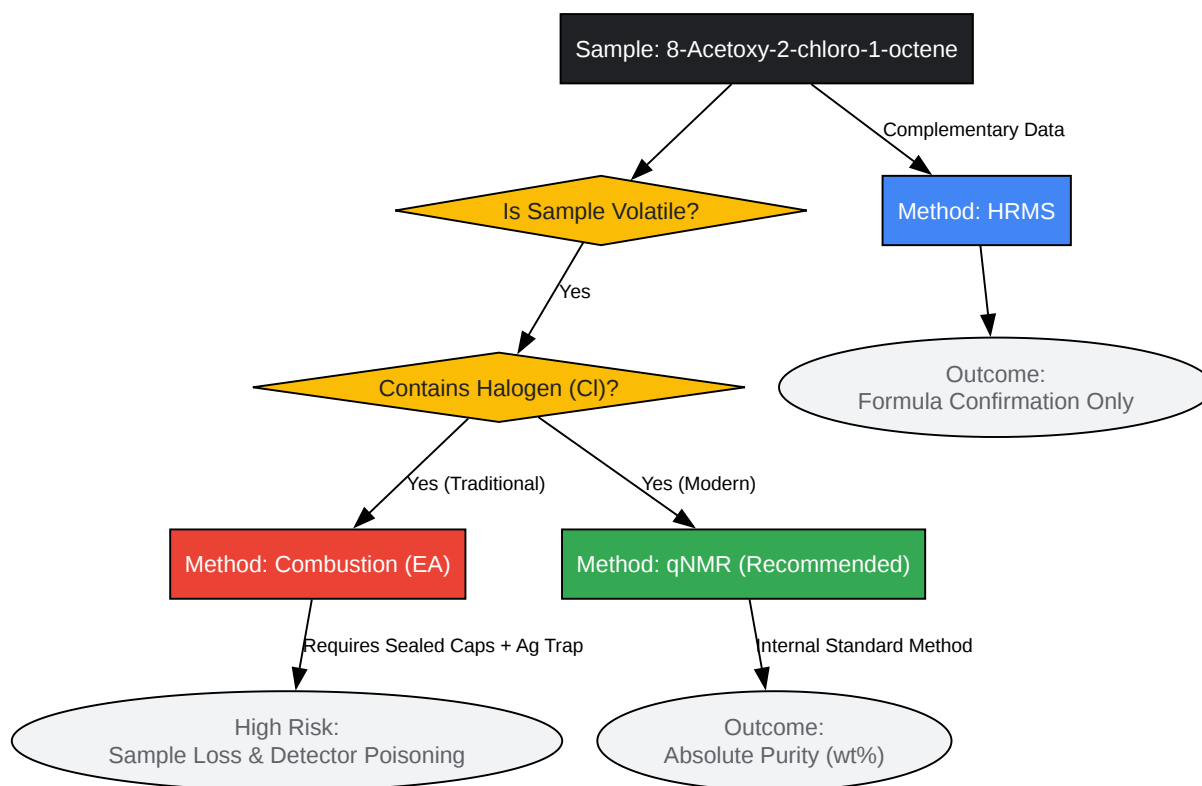 Sample: 8-Acetoxy-2-chloro-1-octene
Complementary Data
Is Sample Volatile?
Method: HRMS
Yes
Contains Halogen (Cl)?
Outcome:
Formula Confirmation Only
Yes (Traditional)
Yes (Modern)
Method: Combustion (EA)
Method: qNMR (Recommended)
Requires Sealed Caps + Ag Trap
Internal Standard Method
High Risk:
Sample Loss & Detector Poisoning
Outcome:
Absolute Purity (wt%)